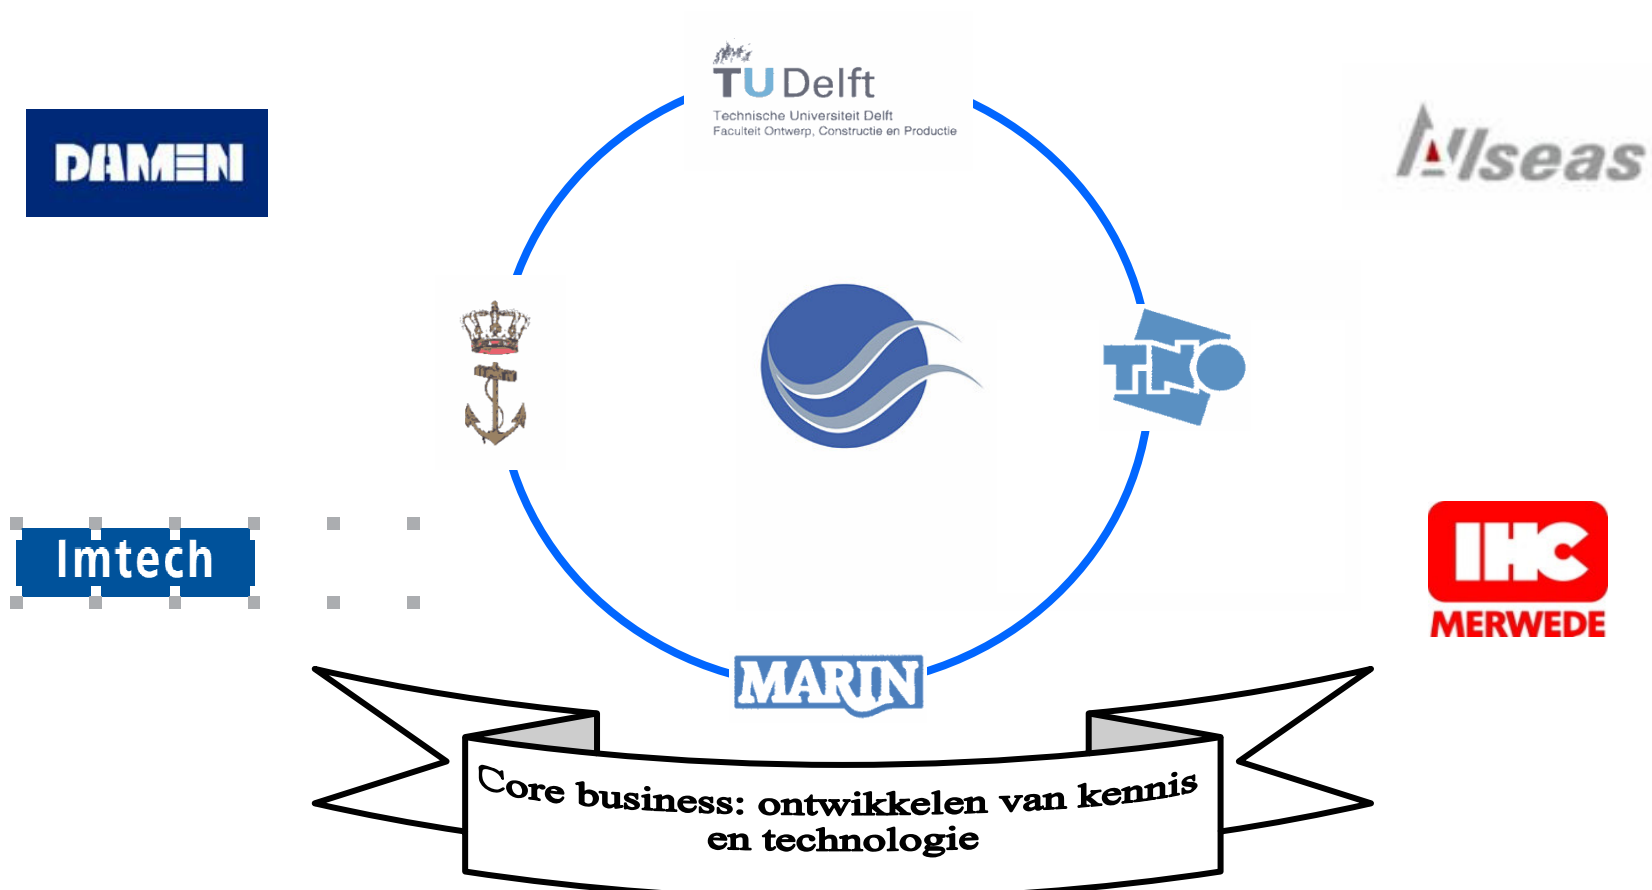 TU Delft
Technische Universiteit Delft
Faculteit Ontwerp, Constructie en Productie
DAMEN
Allseas
TNO
Imtech
IHC
MERWEDE
MARIN
Core business: ontwikkelen van kennis
en technologie